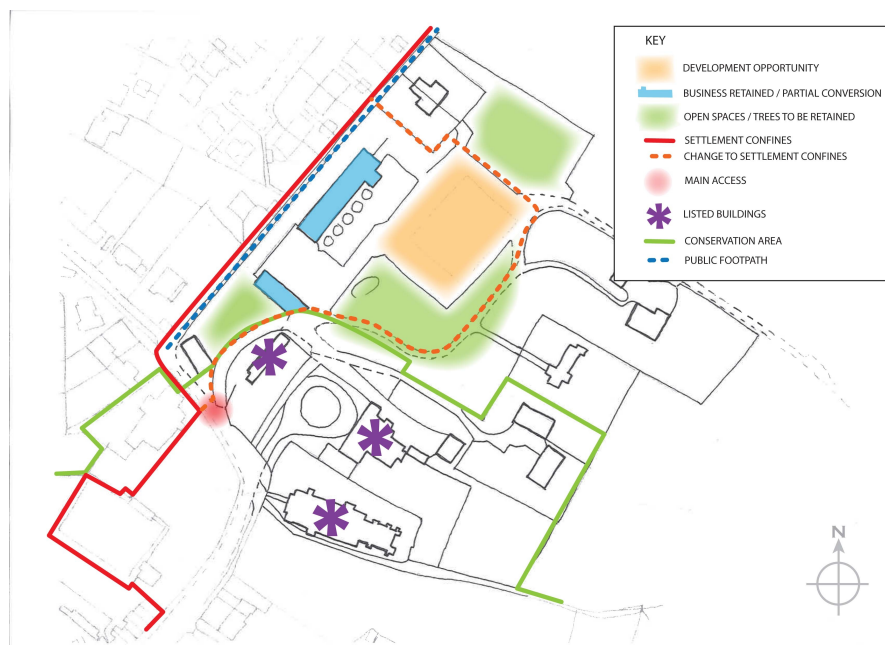 KEY
DEVELOPMENT OPPORTUNITY
BUSINESS RETAINED / PARTIAL CONVERSION
OPEN SPACES / TREES TO BE RETAINED
SETTLEMENT CONFINES
CHANGE TO SETTLEMENT CONFINES
MAIN ACCESS
LISTED BUILDINGS
CONSERVATION AREA
PUBLIC FOOTPATH
N